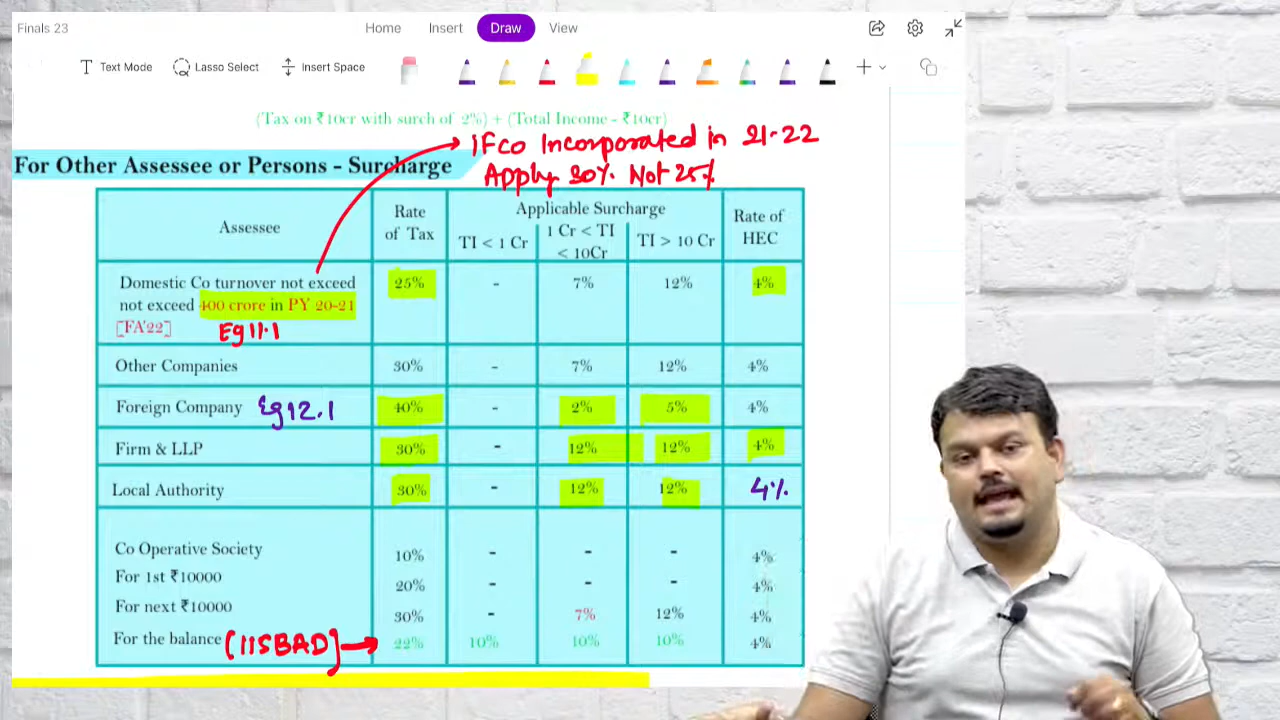 Finals 23
Home Insert Draw View
Text Mode Lasso Select Insert Space
(Tax on ₹10cr with surch of 2%) + (Total Income - ₹10cr)
IFCO Incorporated in 21-22
Apply 30%. Not 25%
For Other Assessee or Persons - Surcharge
Assessee Rate of Tax Applicable Surcharge Rate of HEC
TI < 1 Cr 1 Cr < TI < 10Cr TI > 10 Cr
Domestic Co turnover not exceed 25% - 7% 12% 4%
not exceed 400 crore in PY 20-21
[FA'22] Eg 11.1
Other Companies 30% - 7% 12% 4%
Foreign Company Eg 12.1 40% - 2% 5% 4%
Firm & LLP 30% - 12% 12% 4%
Local Authority 30% - 12% 12% 4%
Co Operative Society 10% - - - 4%
For 1st ₹10000 20% - - - 4%
For next ₹10000 30% - 7% 12% 4%
For the balance (115BAD) 22% 10% 10% 10% 4%